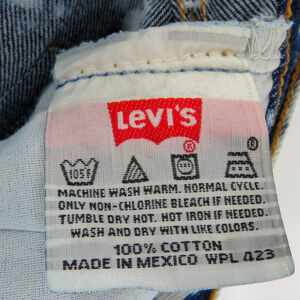 LEVI'S
®
105F
®
MACHINE WASH WARM. NORMAL CYCLE.
ONLY NON-CHLORINE BLEACH IF NEEDED.
TUMBLE DRY HOT. HOT IRON IF NEEDED.
WASH AND DRY WITH LIKE COLORS.
100% COTTON
MADE IN MEXICO WPL 423